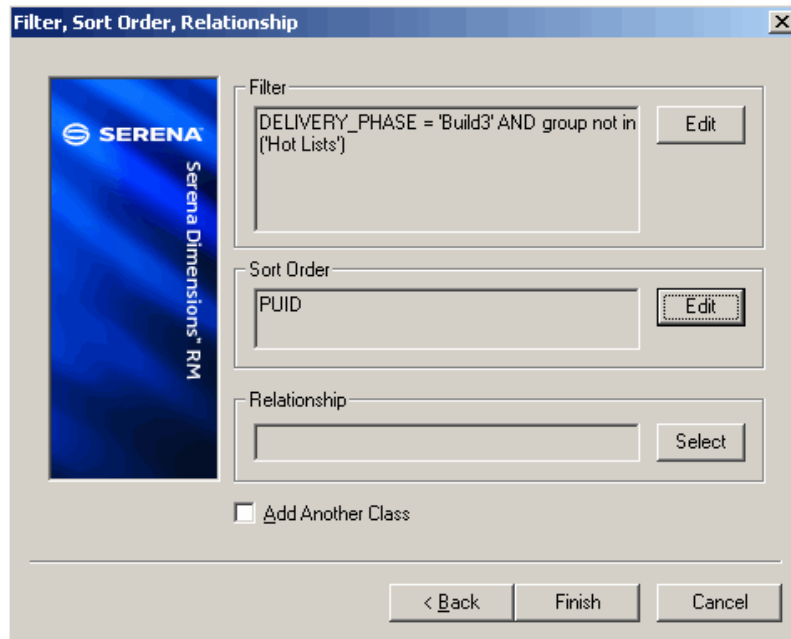 Filter, Sort Order, Relationship
SERENA™
Serena Dimensions® RM
Filter
DELIVERY_PHASE = 'Build3' AND group not in
('Hot Lists')
Edit
Sort Order
PUID
Edit
Relationship
Select
Add Another Class
< Back
Finish
Cancel